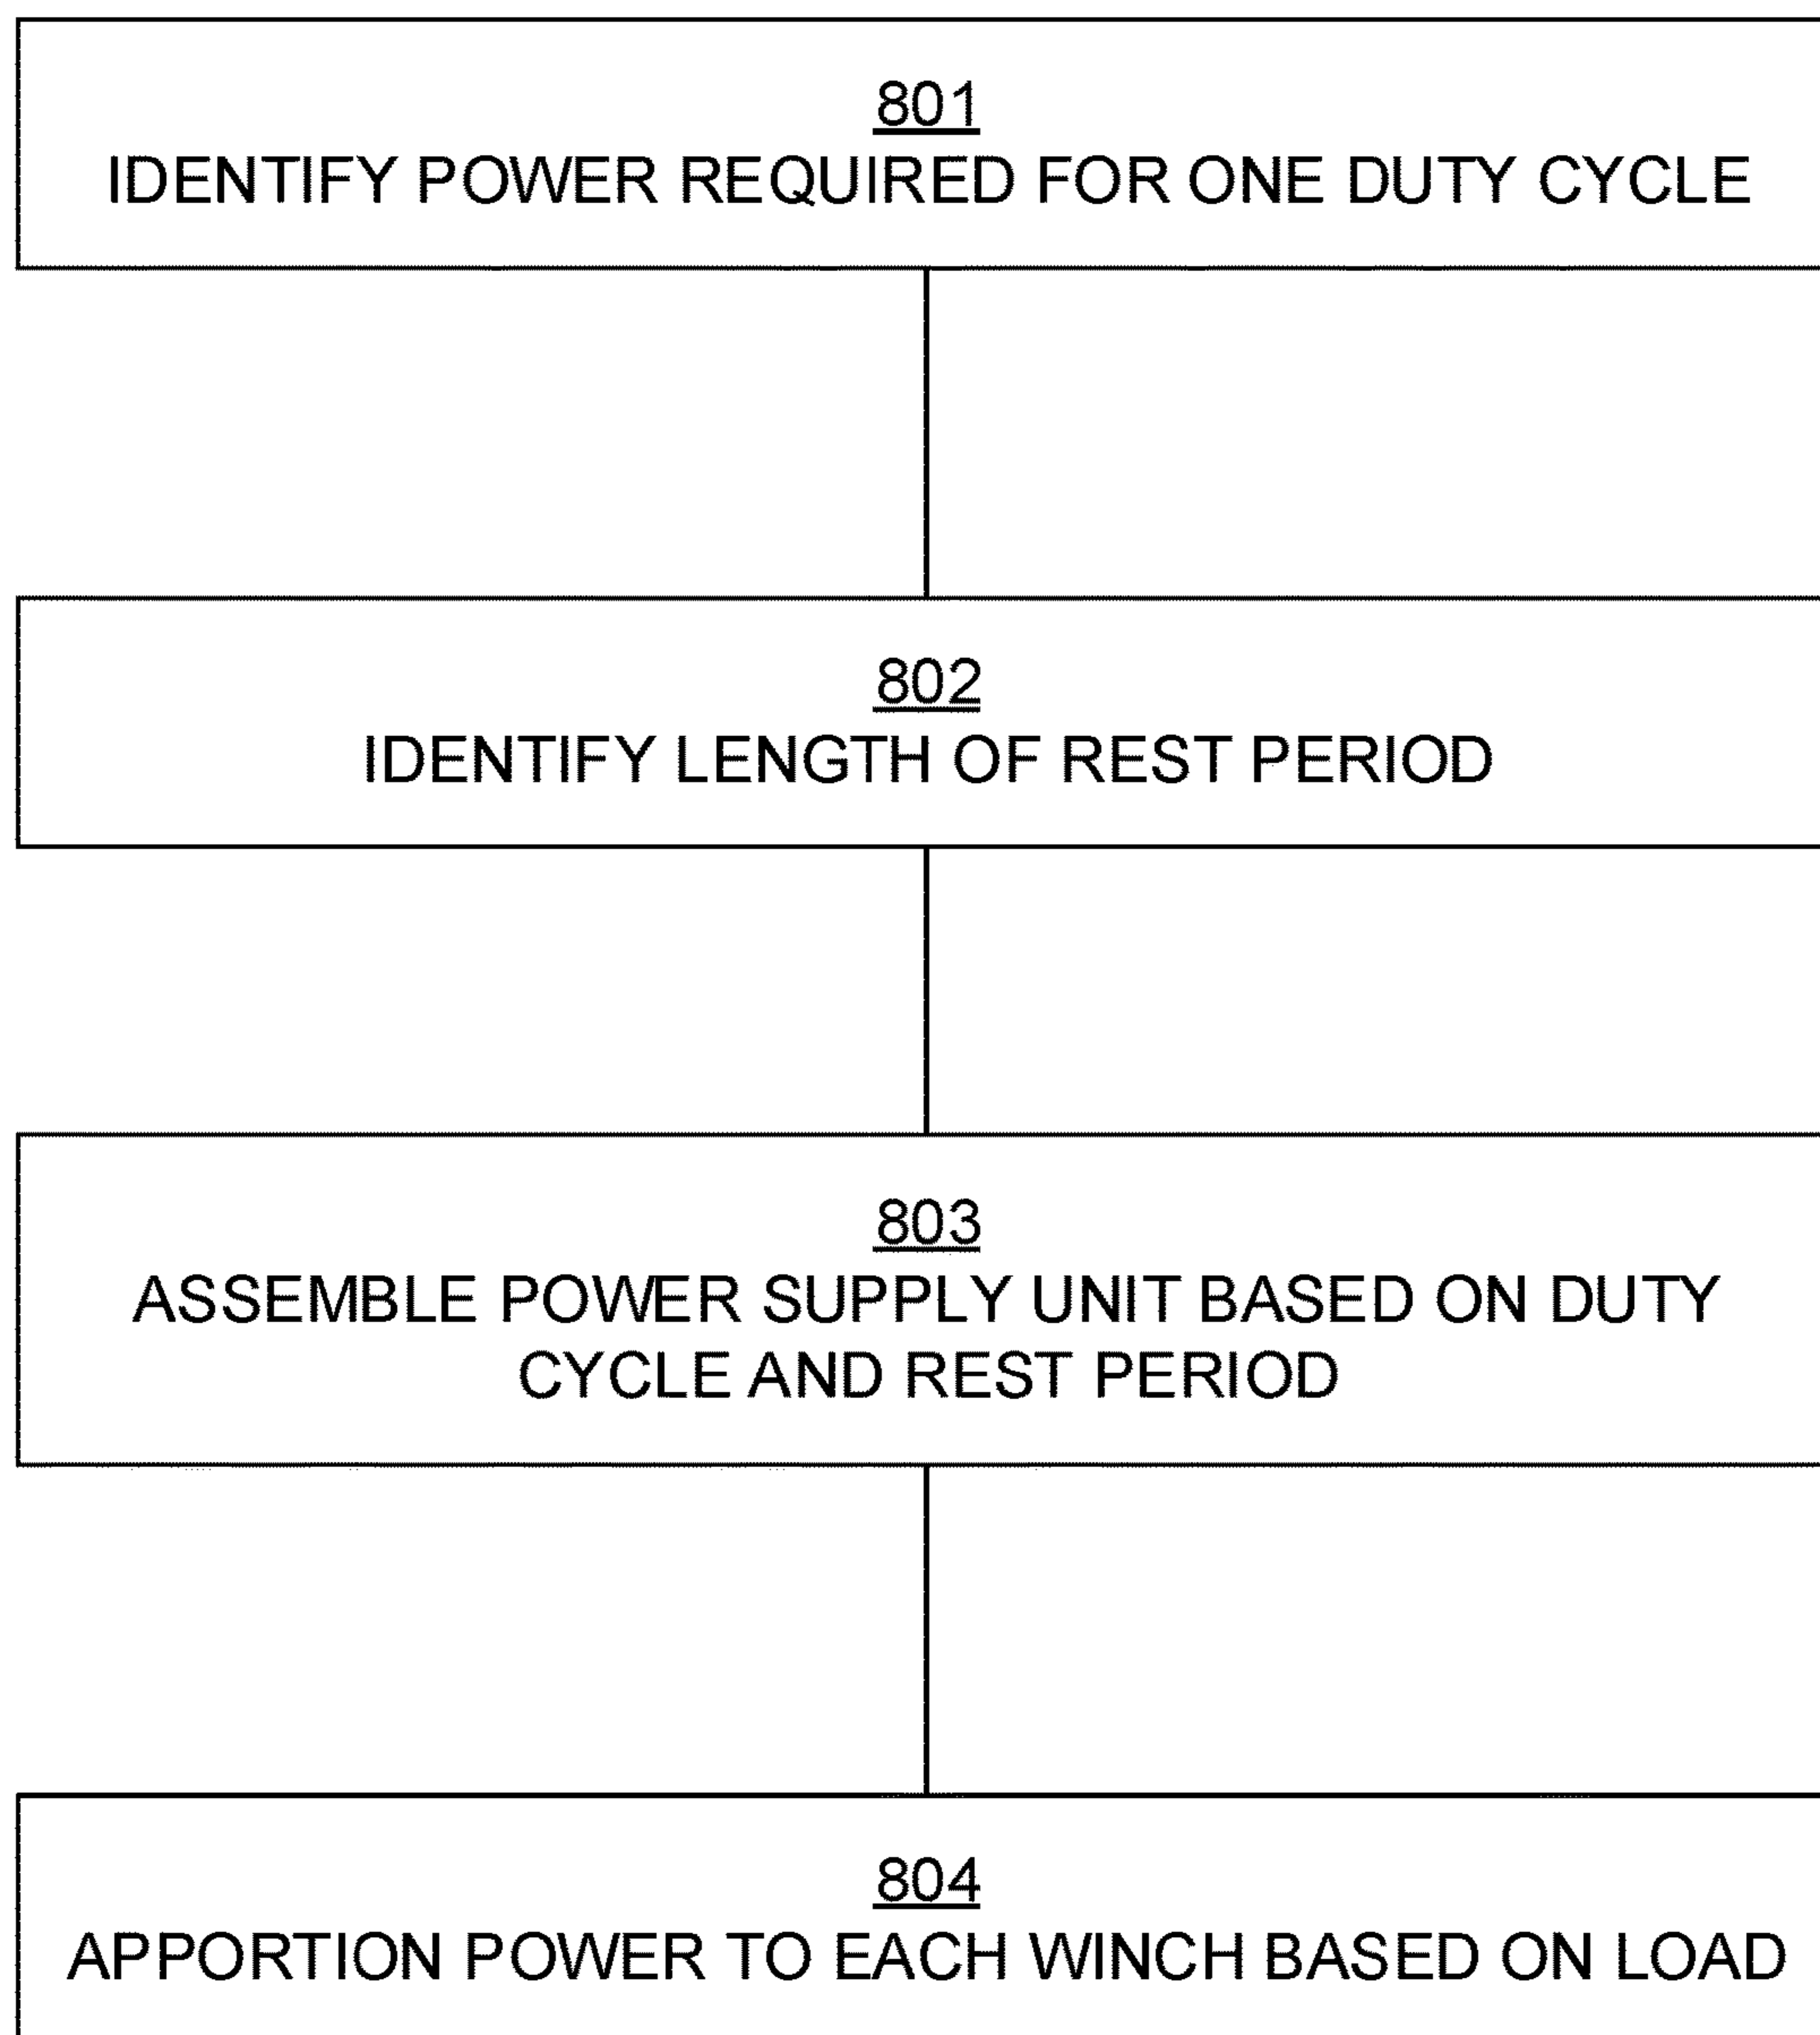 801
IDENTIFY POWER REQUIRED FOR ONE DUTY CYCLE
802
IDENTIFY LENGTH OF REST PERIOD
803
ASSEMBLE POWER SUPPLY UNIT BASED ON DUTY
CYCLE AND REST PERIOD
804
APPORTION POWER TO EACH WINCH BASED ON LOAD